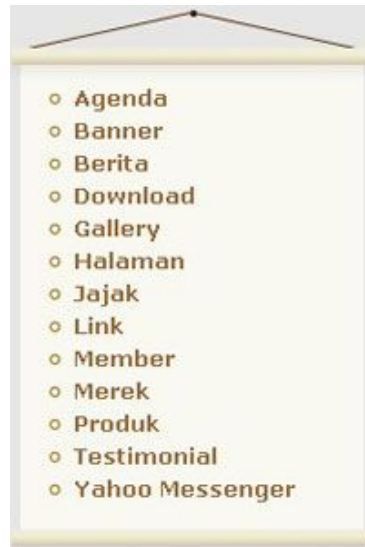 Agenda
Banner
Berita
Download
Gallery
Halaman
Jajak
Link
Member
Merek
Produk
Testimonial
Yahoo Messenger